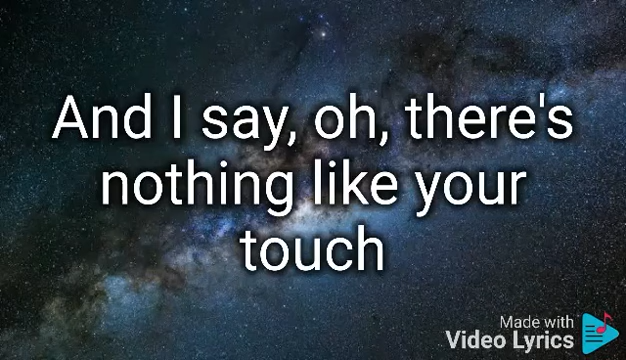 And I say, oh, there's
nothing like your
touch
Made with
Video Lyrics